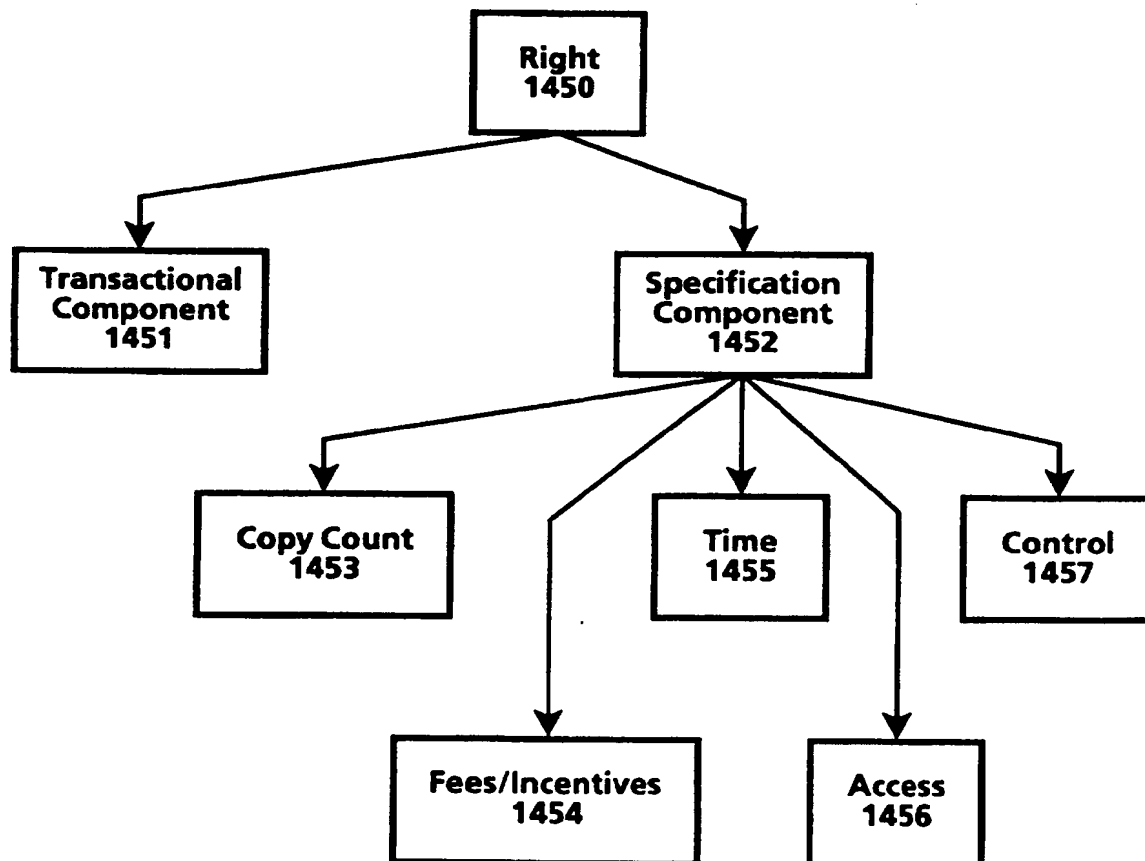 Right
1450
Transactional
Component
1451
Specification
Component
1452
Copy Count
1453
Time
1455
Control
1457
Fees/Incentives
1454
Access
1456